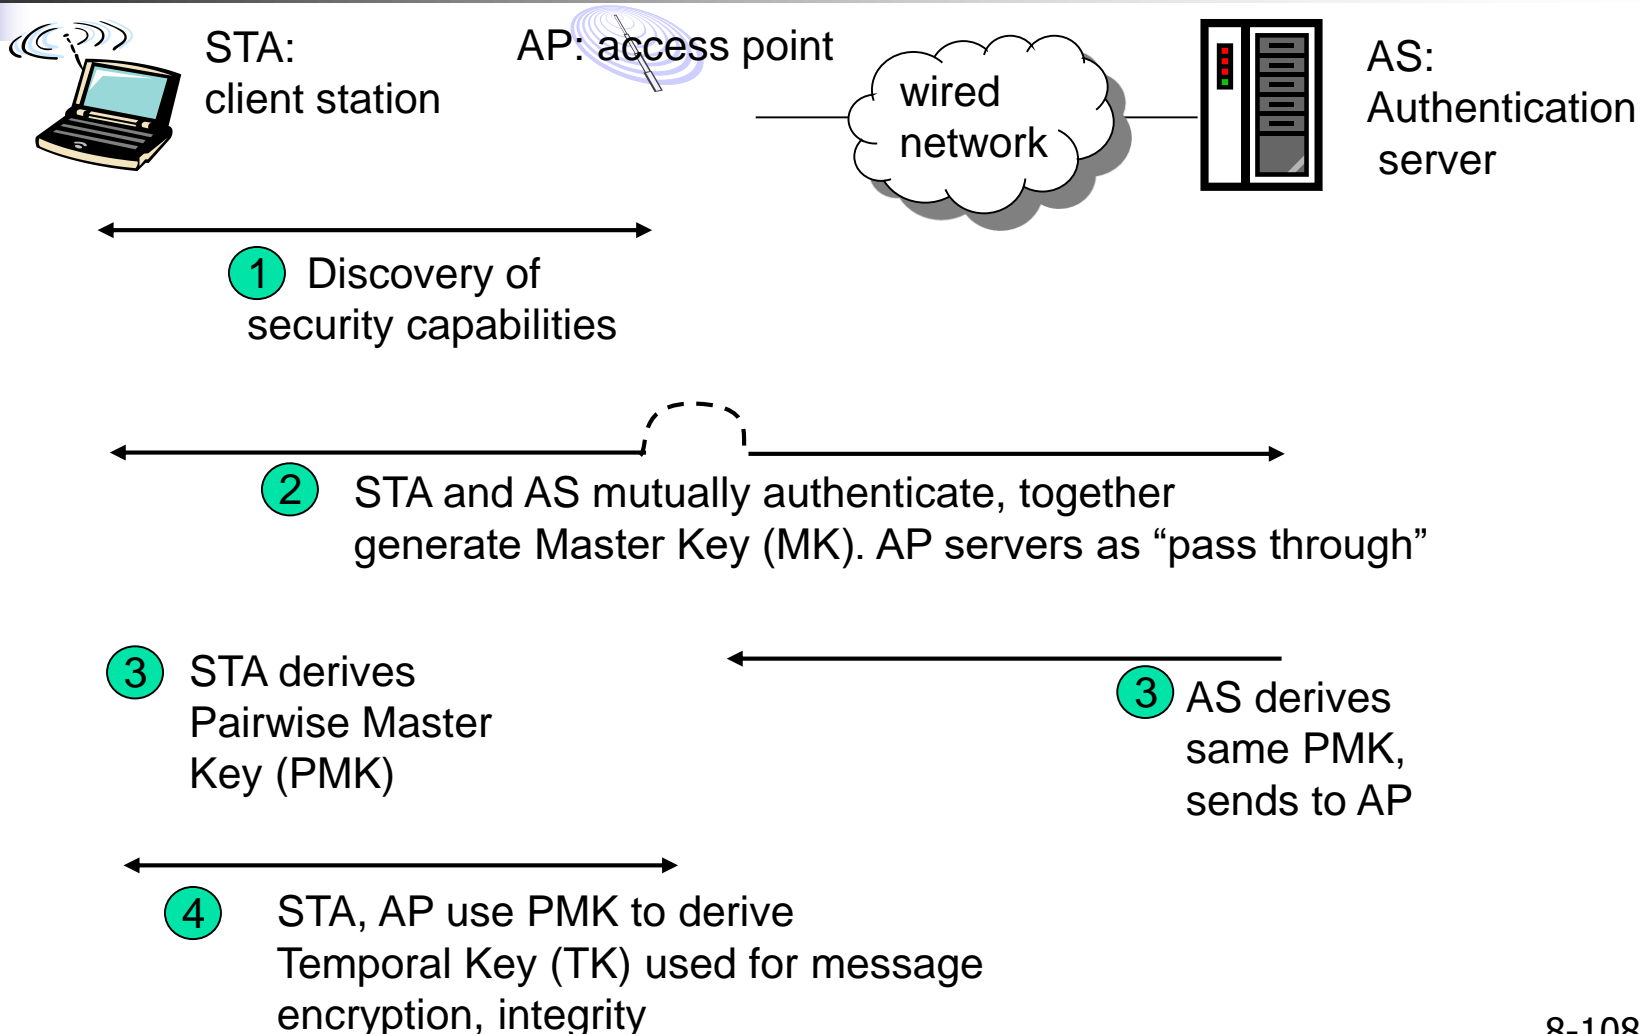 STA:
client station
AP: access point
wired
network
AS:
Authentication
server
1 Discovery of
security capabilities
2 STA and AS mutually authenticate, together
generate Master Key (MK). AP servers as “pass through”
3 STA derives
Pairwise Master
Key (PMK)
3 AS derives
same PMK,
sends to AP
4 STA, AP use PMK to derive
Temporal Key (TK) used for message
encryption, integrity
8-108